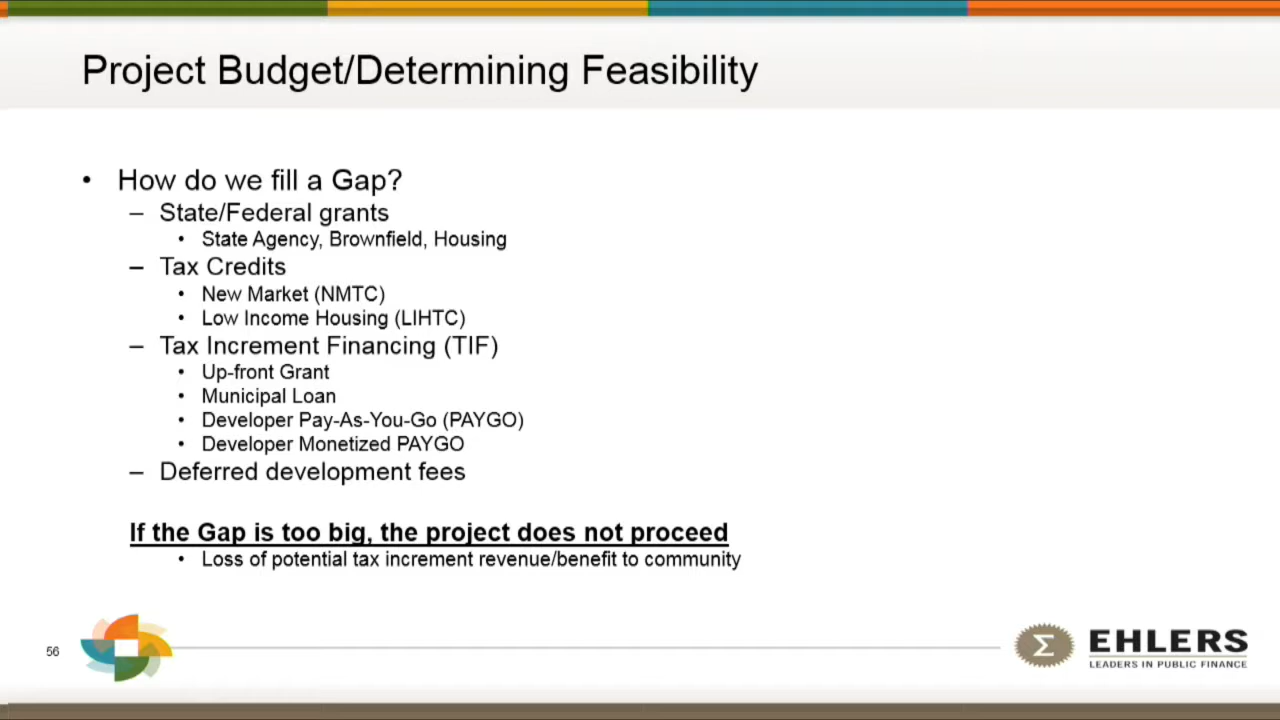 Project Budget/Determining Feasibility
• How do we fill a Gap?
– State/Federal grants
• State Agency, Brownfield, Housing
– Tax Credits
• New Market (NMTC)
• Low Income Housing (LIHTC)
– Tax Increment Financing (TIF)
• Up-front Grant
• Municipal Loan
• Developer Pay-As-You-Go (PAYGO)
• Developer Monetized PAYGO
– Deferred development fees
If the Gap is too big, the project does not proceed
• Loss of potential tax increment revenue/benefit to community
56
Σ
EHLERS
LEADERS IN PUBLIC FINANCE